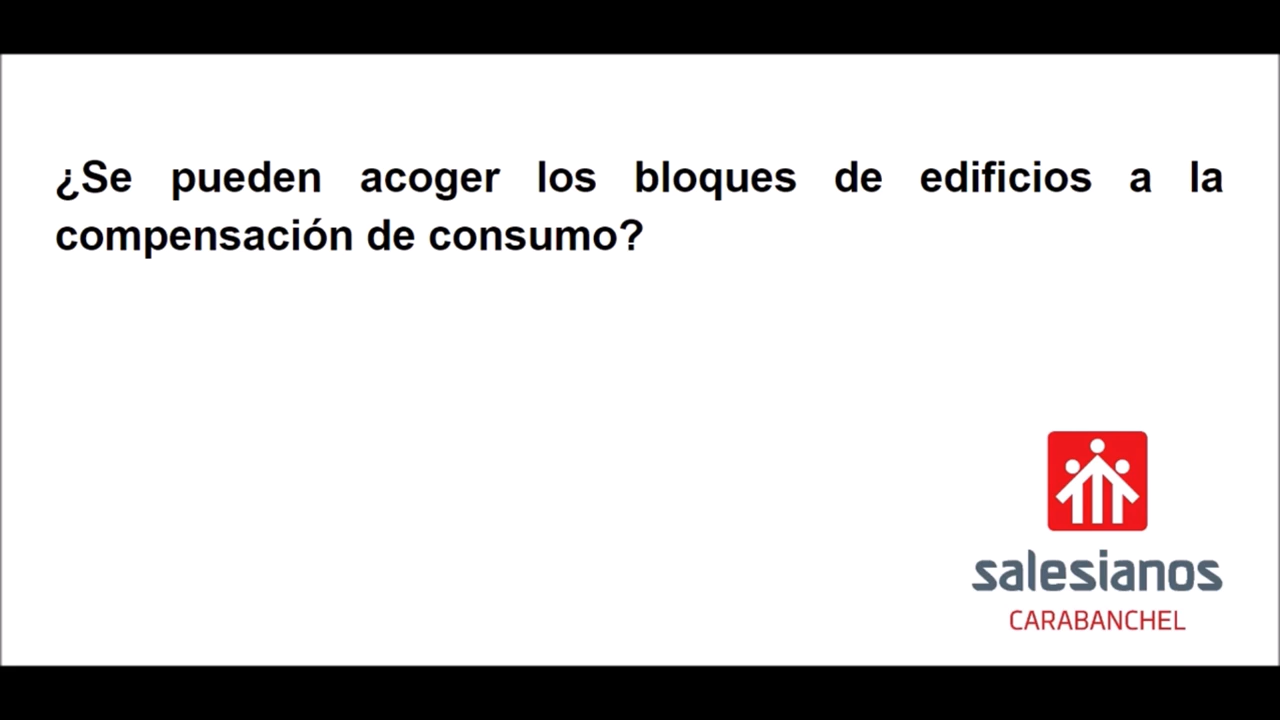 ¿Se pueden acoger los bloques de edificios a la
compensación de consumo?
salesianos
CARABANCHEL